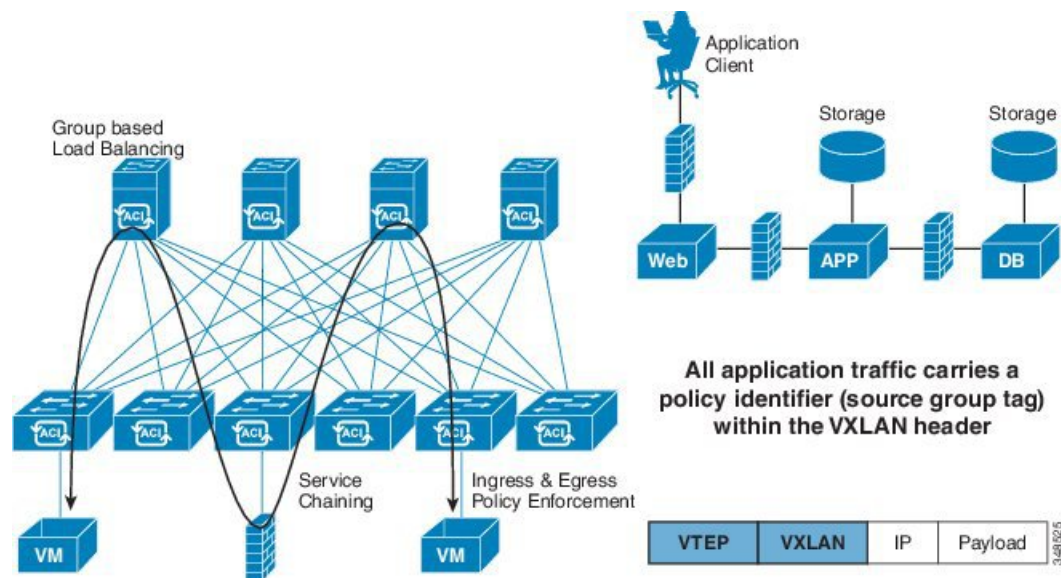 Group based
Load Balancing
ACI
ACI
ACI
ACI
ACI
ACI
ACI
ACI
ACI
ACI
Service
Chaining
Ingress & Egress
Policy Enforcement
VM
VM
Application
Client
Storage
Storage
Web
APP
DB
All application traffic carries a
policy identifier (source group tag)
within the VXLAN header
VTEP VXLAN IP Payload
348525